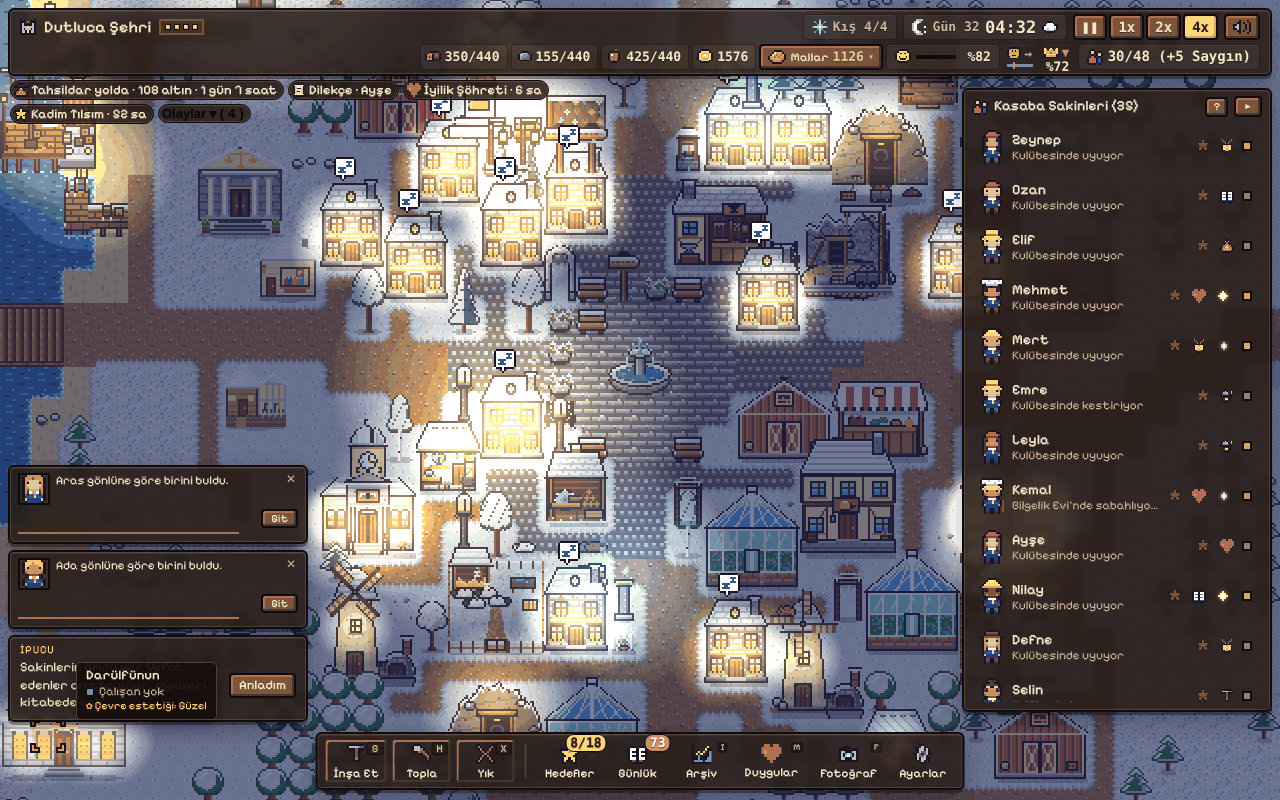 Dutluca Şehri
Kış 4/4
Gün 32 04:32
1x
2x
4x
350/440
155/440
425/440
1576
Mallar 1126
%82
%72
30/48 (+5 Saygın)
Tahsildar yolda · 108 altın · 1 gün 7 saat
Dilekçe · Ayşe
İyilik Şöhreti · 6 sa
Kadim Tılsım · 58 sa
Olaylar ▾ ( 4 )
Kasaba Sakinleri (35)
?
Zeynep
Kulübesinde uyuyor
Ozan
Kulübesinde uyuyor
Elif
Kulübesinde uyuyor
Mehmet
Kulübesinde uyuyor
Mert
Kulübesinde uyuyor
Emre
Kulübesinde kestiriyor
Leyla
Kulübesinde uyuyor
Kemal
Bilgelik Evi'nde sabahlıyo...
Ayşe
Kulübesinde uyuyor
Nilay
Kulübesinde uyuyor
Defne
Kulübesinde uyuyor
Selin
Aras gönlüne göre birini buldu.
Git
Ada gönlüne göre birini buldu.
Git
İPUCU
Sakinleri
edenler
kitabede
Anladım
Darülfünun
Çalışan yok
Çevre estetiği: Güzel
İnşa Et G
Topla H
Yık X
Hedefler 8/18
Günlük 73
Arşiv I
Duygular M
Fotoğraf F
Ayarlar